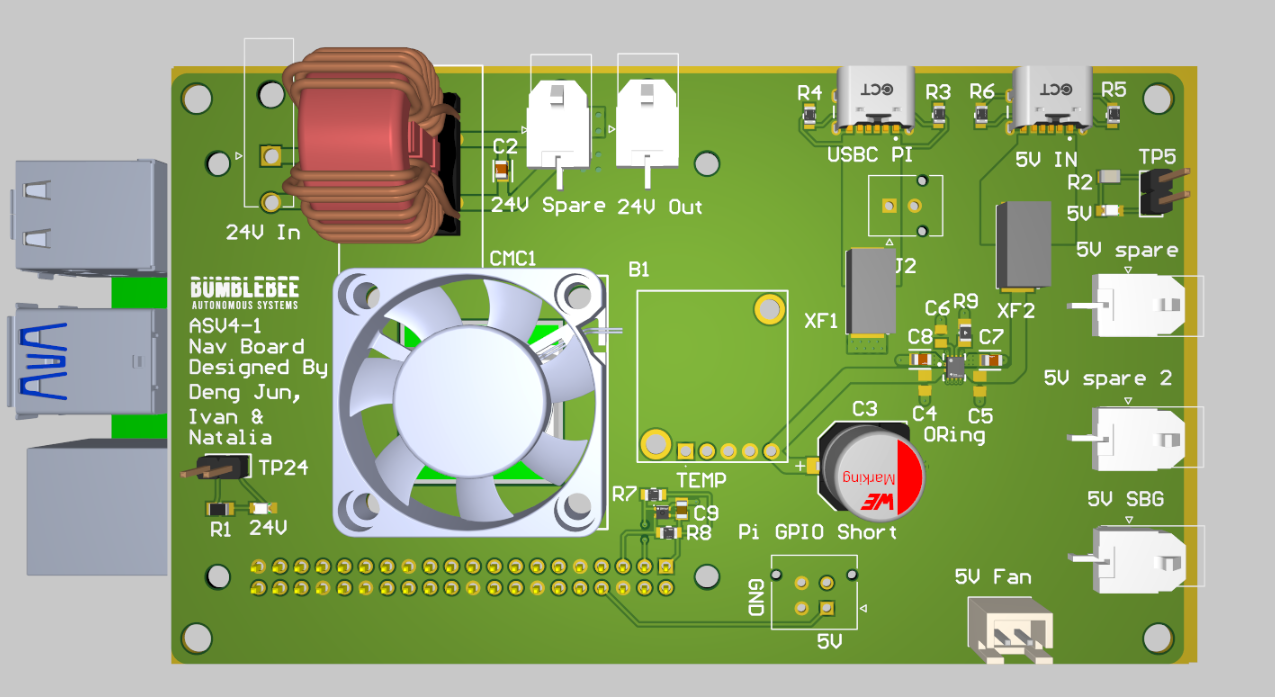 R4
GCT
R3
R6
GCT
R5
USBC PI
5V IN
TP5
C2
R2
5V
24V Spare
24V Out
24V In
5V spare
CMC1
B1
J2
BUMBLEBEE
AUTONOMOUS SYSTEMS
ASV4-1
Nav Board
Designed By
Deng Jun,
Ivan &
Natalia
XF1
XF2
C6
R9
C8
C7
5V spare 2
C4
C5
ORing
C3
+
WE
Marking
TP24
TEMP
R7
C9
R8
R1
24V
Pi GPIO Short
5V SBG
5V Fan
GND
5V